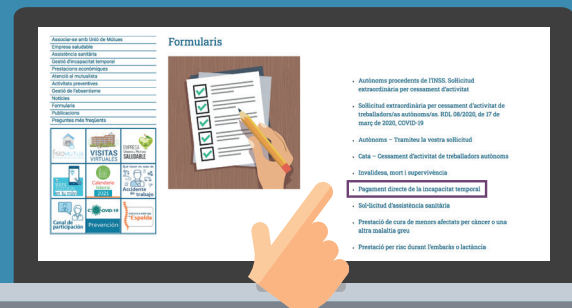 Associar-se amb Unió de Mútues
Empresa saludable
Assistència sanitària
Gestió d'incapacitat temporal
Prestacions econòmiques
Atenció al mutualista
Activitats preventives
Gestió de l'absentisme
Notícies
Formularis
Publicacions
Preguntes més freqüents
VISITAS
VIRTUALES
EMPRESA
SALUDABLE
Calendario
laboral
2021
Accidente
de trabajo
Canal de
participación
COVID-19
Prevención
Espalda
Formularis
Autònoms procedents de l'INSS. Sol·licitud
extraordinària per cessament d'activitat
Sol·licitud extraordinària per cessament d'activitat de
treballadors/as autònoms/as. RDL 08/2020, de 17 de
març de 2020, COVID-19
Autònoms – Tramiteu la vostra sol·licitud
Cata – Cessament d'activitat de treballadors autònoms
Invalidesa, mort i supervivència
Pagament directe de la incapacitat temporal
Sol·licitud d'assistència sanitària
Prestació de cura de menors afectats per càncer o una
altra malaltia greu
Prestació per risc durant l'embaràs o lactància